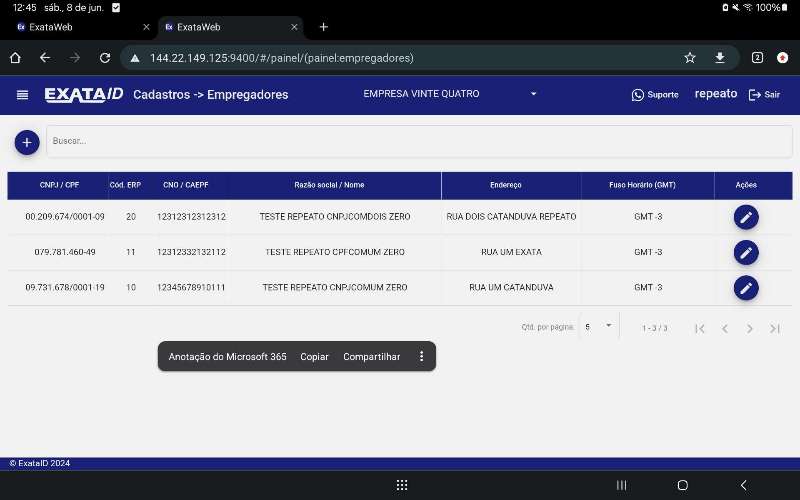 12:45 sáb., 8 de jun. 100%
ExataWeb ExataWeb
144.22.149.125:9400/#/painel/(painel:empregadores) 2
EXATAID Cadastros -> Empregadores EMPRESA VINTE QUATRO Suporte repeato Sair
Buscar...
CNPJ / CPF Cód. ERP CNO / CAEPF Razão social / Nome Endereço Fuso Horário (GMT) Ações
00.209.674/0001-09 20 12312312312312 TESTE REPEATO CNPJCOMDOIS ZERO RUA DOIS CATANDUVA REPEATO GMT -3
079.781.460-49 11 12312332132112 TESTE REPEATO CPFCOMUM ZERO RUA UM EXATA GMT -3
09.731.678/0001-19 10 12345678910111 TESTE REPEATO CNPJCOMUM ZERO RUA UM CATANDUVA GMT -3
Qtd. por página: 5 1 - 3 / 3
Anotação do Microsoft 365 Copiar Compartilhar
© ExataID 2024